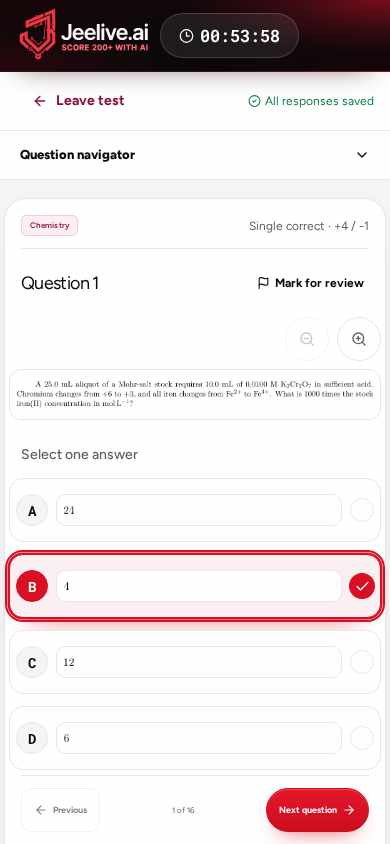 Jeelive.ai
SCORE 200+ WITH AI
00:53:58
Leave test
All responses saved
Question navigator
Chemistry
Single correct · +4 / -1
Question 1
Mark for review
A 25.0 mL aliquot of a Mohr-salt stock requires 10.0 mL of 0.0100 M K₂Cr₂O₇ in sufficient acid.
Chromium changes from +6 to +3, and all iron changes from Fe²⁺ to Fe³⁺. What is 1000 times the stock
iron(II) concentration in mol L⁻¹?
Select one answer
A 24
B 4
C 12
D 6
Previous
1 of 16
Next question